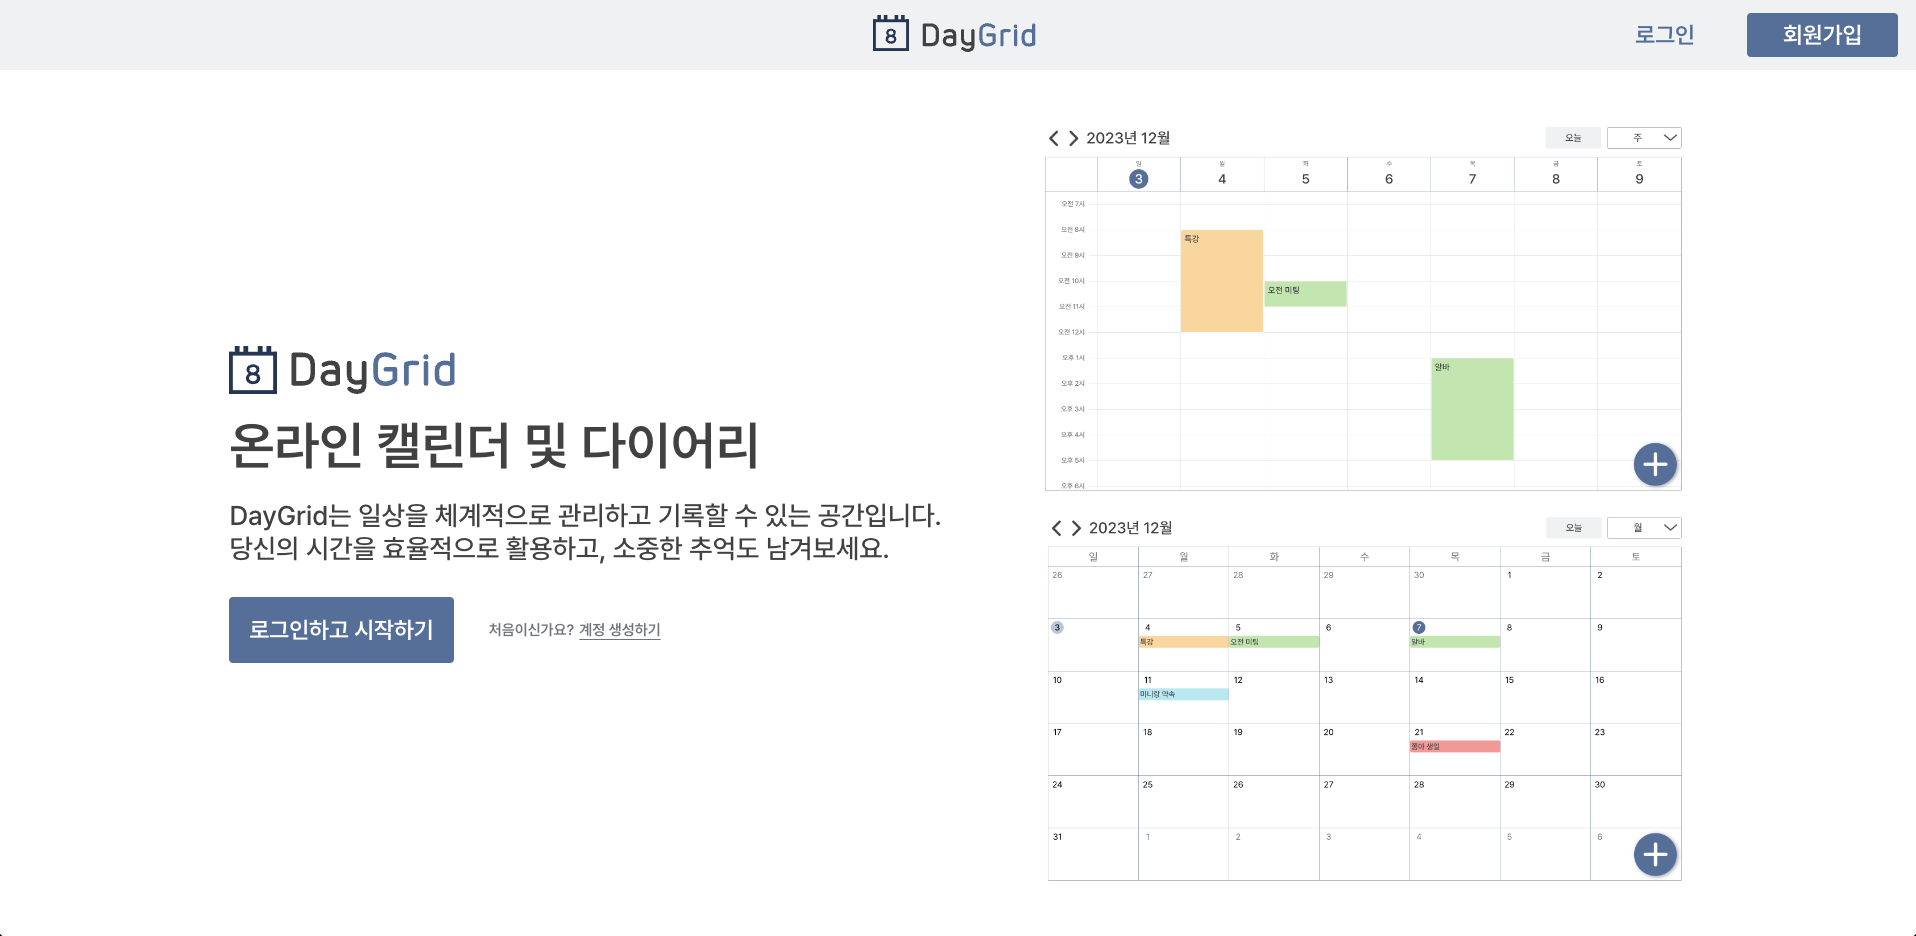 8 DayGrid
로그인
회원가입
8 DayGrid
온라인 캘린더 및 다이어리
DayGrid는 일상을 체계적으로 관리하고 기록할 수 있는 공간입니다.
당신의 시간을 효율적으로 활용하고, 소중한 추억도 남겨보세요.
로그인하고 시작하기
처음이신가요? 계정 생성하기
2023년 12월
오늘
주
일 월 화 수 목 금 토
3 4 5 6 7 8 9
오전 7시
오전 8시
특강
오전 9시
오전 10시
오전 미팅
오전 11시
오전 12시
오후 1시
알바
오후 2시
오후 3시
오후 4시
오후 5시
오후 6시
2023년 12월
오늘
월
일 월 화 수 목 금 토
26 27 28 29 30 1 2
3 4 5 6 7 8 9
특강 오전 미팅 알바
10 11 12 13 14 15 16
미니랑 약속
17 18 19 20 21 22 23
생일
24 25 26 27 28 29 30
31 1 2 3 4 5 6